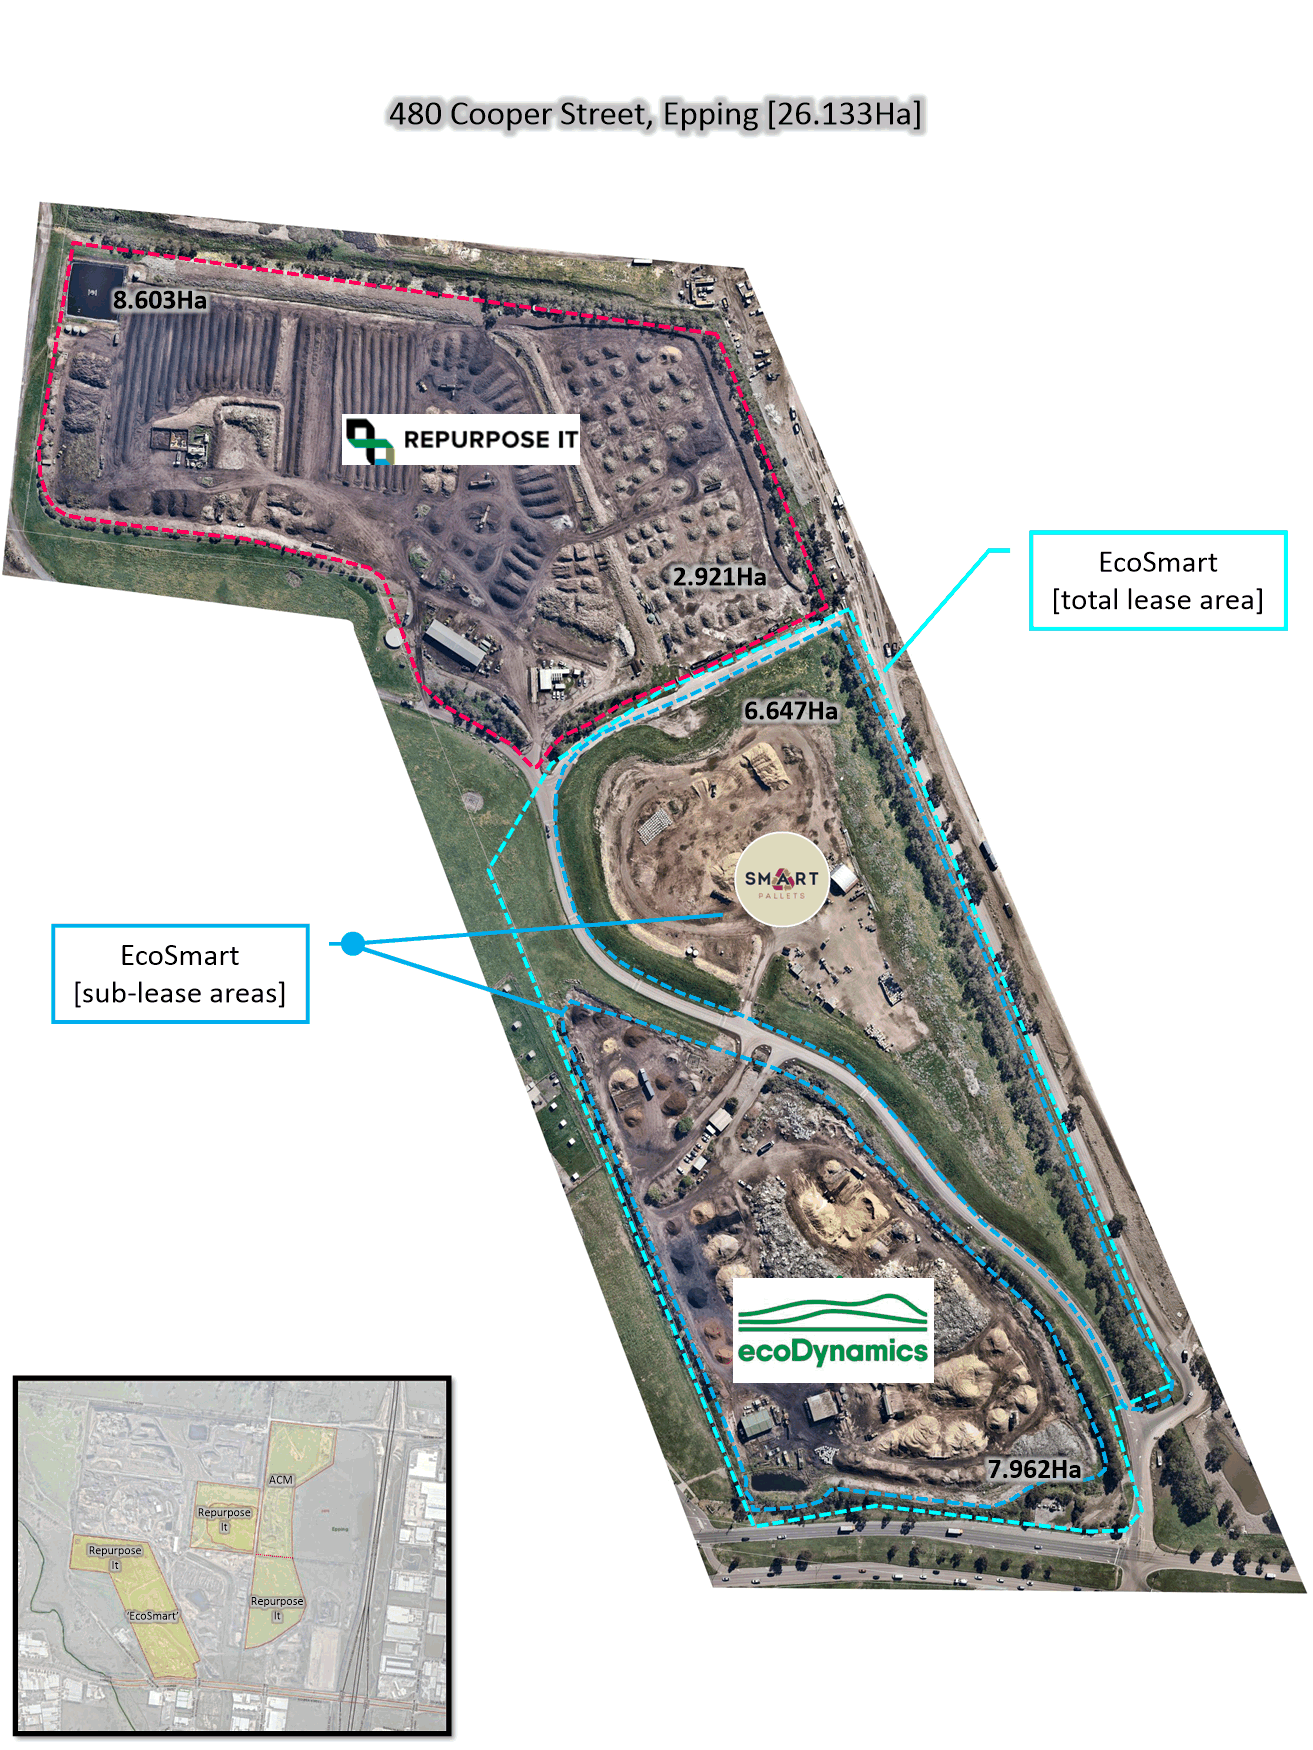 480 Cooper Street, Epping [26.133Ha]
8.603Ha
REPURPOSE IT
2.921Ha
EcoSmart
[total lease area]
6.647Ha
SMART
PALLETS
EcoSmart
[sub-lease areas]
ecoDynamics
7.962Ha
ACM
Repurpose
It
Epping
Repurpose
It
Repurpose
It
'EcoSmart'